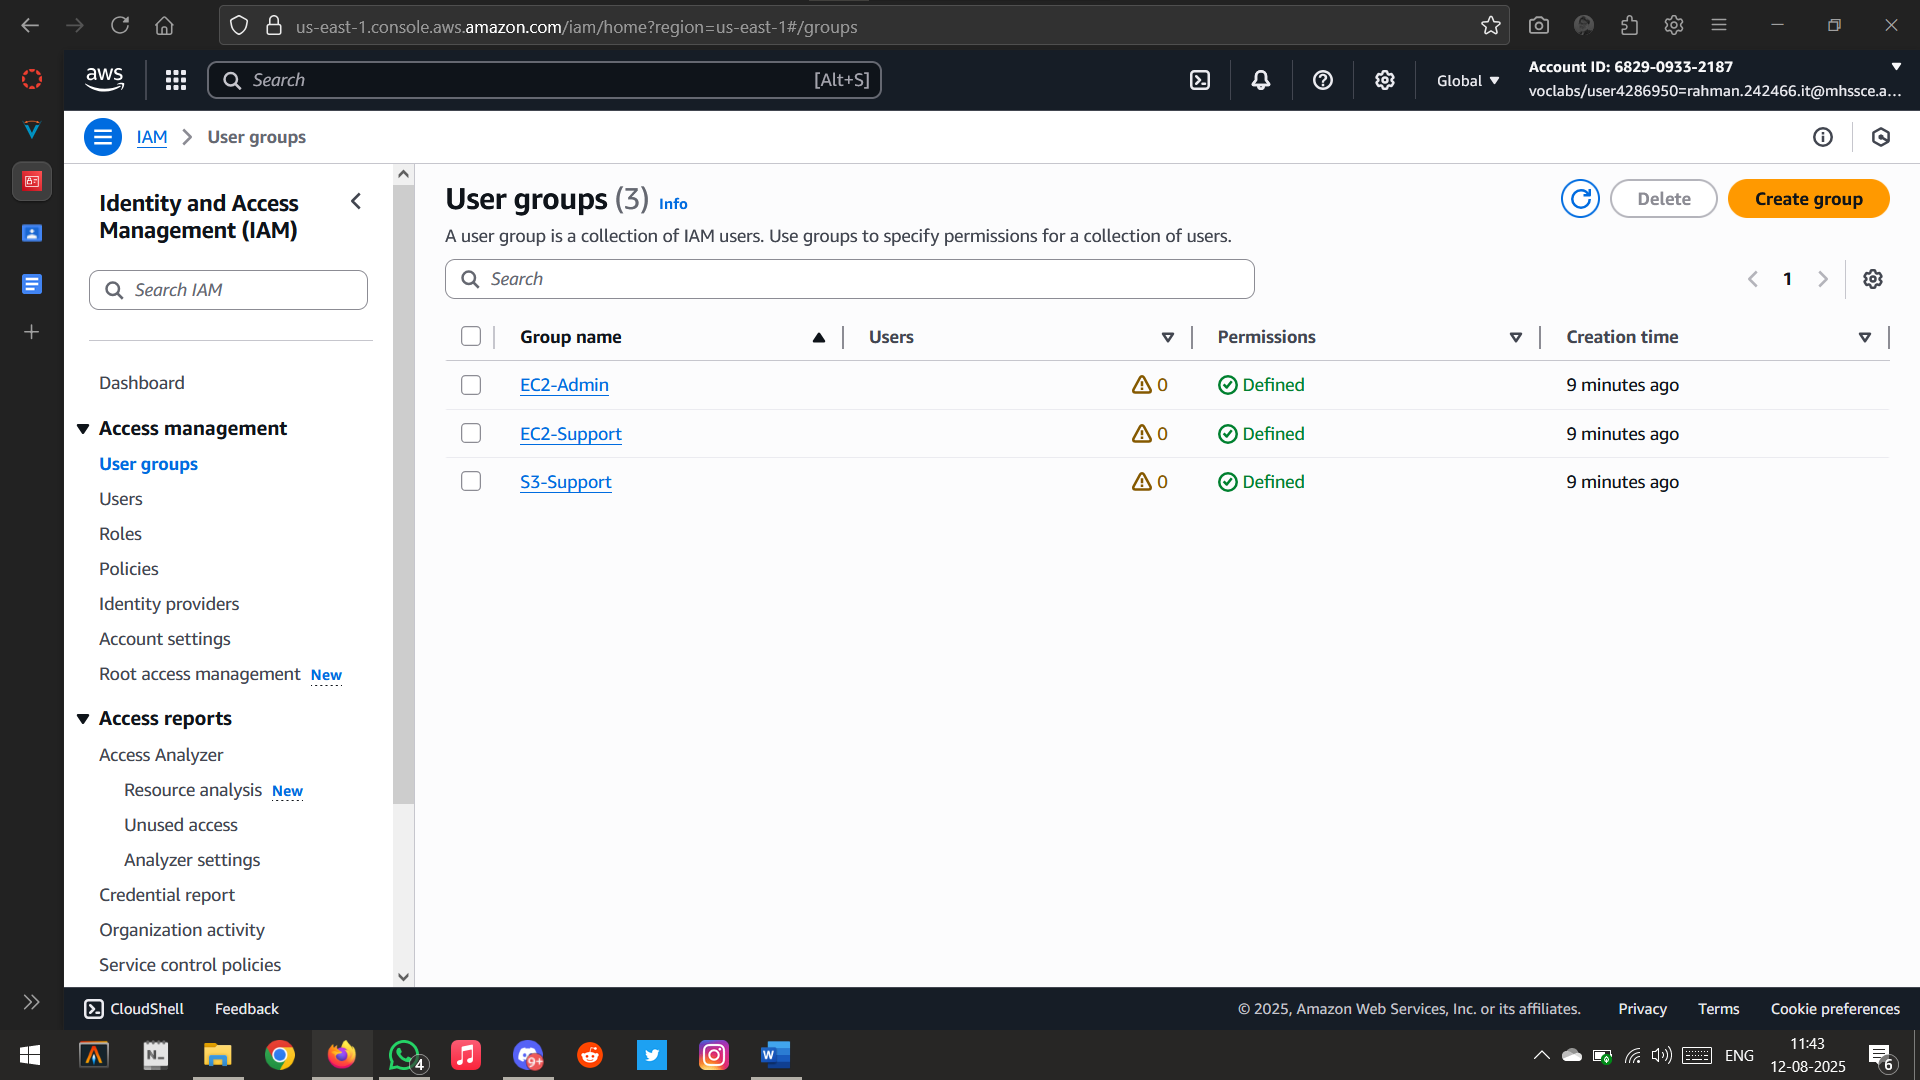 us-east-1.console.aws.amazon.com/iam/home?region=us-east-1#/groups
aws
Search
[Alt+S]
Global
Account ID: 6829-0933-2187
voclabs/user4286950=rahman.242466.it@mhssce.a...
IAM
User groups
Identity and Access
Management (IAM)
Search IAM
Dashboard
Access management
User groups
Users
Roles
Policies
Identity providers
Account settings
Root access management New
Access reports
Access Analyzer
Resource analysis New
Unused access
Analyzer settings
Credential report
Organization activity
Service control policies
User groups (3) Info
Delete
Create group
A user group is a collection of IAM users. Use groups to specify permissions for a collection of users.
Search
1
Group name Users Permissions Creation time
EC2-Admin 0 Defined 9 minutes ago
EC2-Support 0 Defined 9 minutes ago
S3-Support 0 Defined 9 minutes ago
CloudShell Feedback © 2025, Amazon Web Services, Inc. or its affiliates. Privacy Terms Cookie preferences
N_
4
9+
W
ENG
11:43
12-08-2025
6